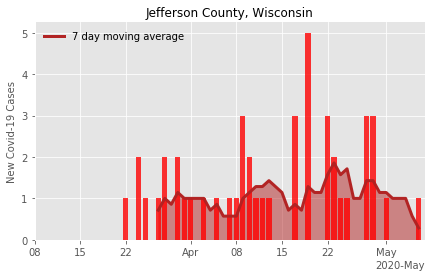 Jefferson County, Wisconsin
7 day moving average
New Covid-19 Cases
5
4
3
2
1
0
08 15 22 Apr 08 15 22 May
2020-May